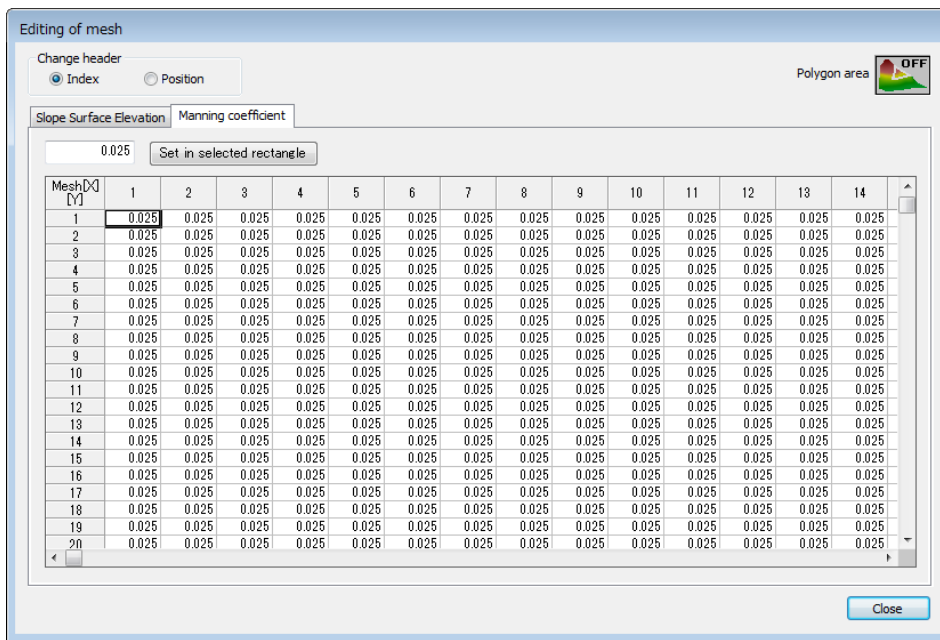 Editing of mesh
Change header
Index Position
Polygon area OFF
Slope Surface Elevation Manning coefficient
0.025 Set in selected rectangle
Mesh[X] 1 2 3 4 5 6 7 8 9 10 11 12 13 14
[Y]
1 0.025 0.025 0.025 0.025 0.025 0.025 0.025 0.025 0.025 0.025 0.025 0.025 0.025 0.025
2 0.025 0.025 0.025 0.025 0.025 0.025 0.025 0.025 0.025 0.025 0.025 0.025 0.025 0.025
3 0.025 0.025 0.025 0.025 0.025 0.025 0.025 0.025 0.025 0.025 0.025 0.025 0.025 0.025
4 0.025 0.025 0.025 0.025 0.025 0.025 0.025 0.025 0.025 0.025 0.025 0.025 0.025 0.025
5 0.025 0.025 0.025 0.025 0.025 0.025 0.025 0.025 0.025 0.025 0.025 0.025 0.025 0.025
6 0.025 0.025 0.025 0.025 0.025 0.025 0.025 0.025 0.025 0.025 0.025 0.025 0.025 0.025
7 0.025 0.025 0.025 0.025 0.025 0.025 0.025 0.025 0.025 0.025 0.025 0.025 0.025 0.025
8 0.025 0.025 0.025 0.025 0.025 0.025 0.025 0.025 0.025 0.025 0.025 0.025 0.025 0.025
9 0.025 0.025 0.025 0.025 0.025 0.025 0.025 0.025 0.025 0.025 0.025 0.025 0.025 0.025
10 0.025 0.025 0.025 0.025 0.025 0.025 0.025 0.025 0.025 0.025 0.025 0.025 0.025 0.025
11 0.025 0.025 0.025 0.025 0.025 0.025 0.025 0.025 0.025 0.025 0.025 0.025 0.025 0.025
12 0.025 0.025 0.025 0.025 0.025 0.025 0.025 0.025 0.025 0.025 0.025 0.025 0.025 0.025
13 0.025 0.025 0.025 0.025 0.025 0.025 0.025 0.025 0.025 0.025 0.025 0.025 0.025 0.025
14 0.025 0.025 0.025 0.025 0.025 0.025 0.025 0.025 0.025 0.025 0.025 0.025 0.025 0.025
15 0.025 0.025 0.025 0.025 0.025 0.025 0.025 0.025 0.025 0.025 0.025 0.025 0.025 0.025
16 0.025 0.025 0.025 0.025 0.025 0.025 0.025 0.025 0.025 0.025 0.025 0.025 0.025 0.025
17 0.025 0.025 0.025 0.025 0.025 0.025 0.025 0.025 0.025 0.025 0.025 0.025 0.025 0.025
18 0.025 0.025 0.025 0.025 0.025 0.025 0.025 0.025 0.025 0.025 0.025 0.025 0.025 0.025
19 0.025 0.025 0.025 0.025 0.025 0.025 0.025 0.025 0.025 0.025 0.025 0.025 0.025 0.025
20 0.025 0.025 0.025 0.025 0.025 0.025 0.025 0.025 0.025 0.025 0.025 0.025 0.025 0.025
Close